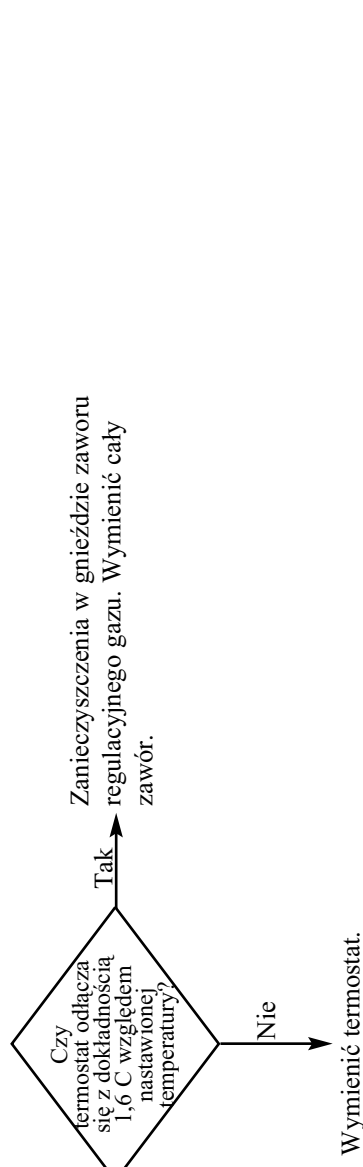 Czy
termostat odłącza
się z dokładnością
1,6 C względem
nastawionej
temperatury?
Tak
Zanieczyszczenia w gnieździe zaworu
regulacyjnego gazu. Wymienić cały
zawór.
Nie
Wymienić termostat.